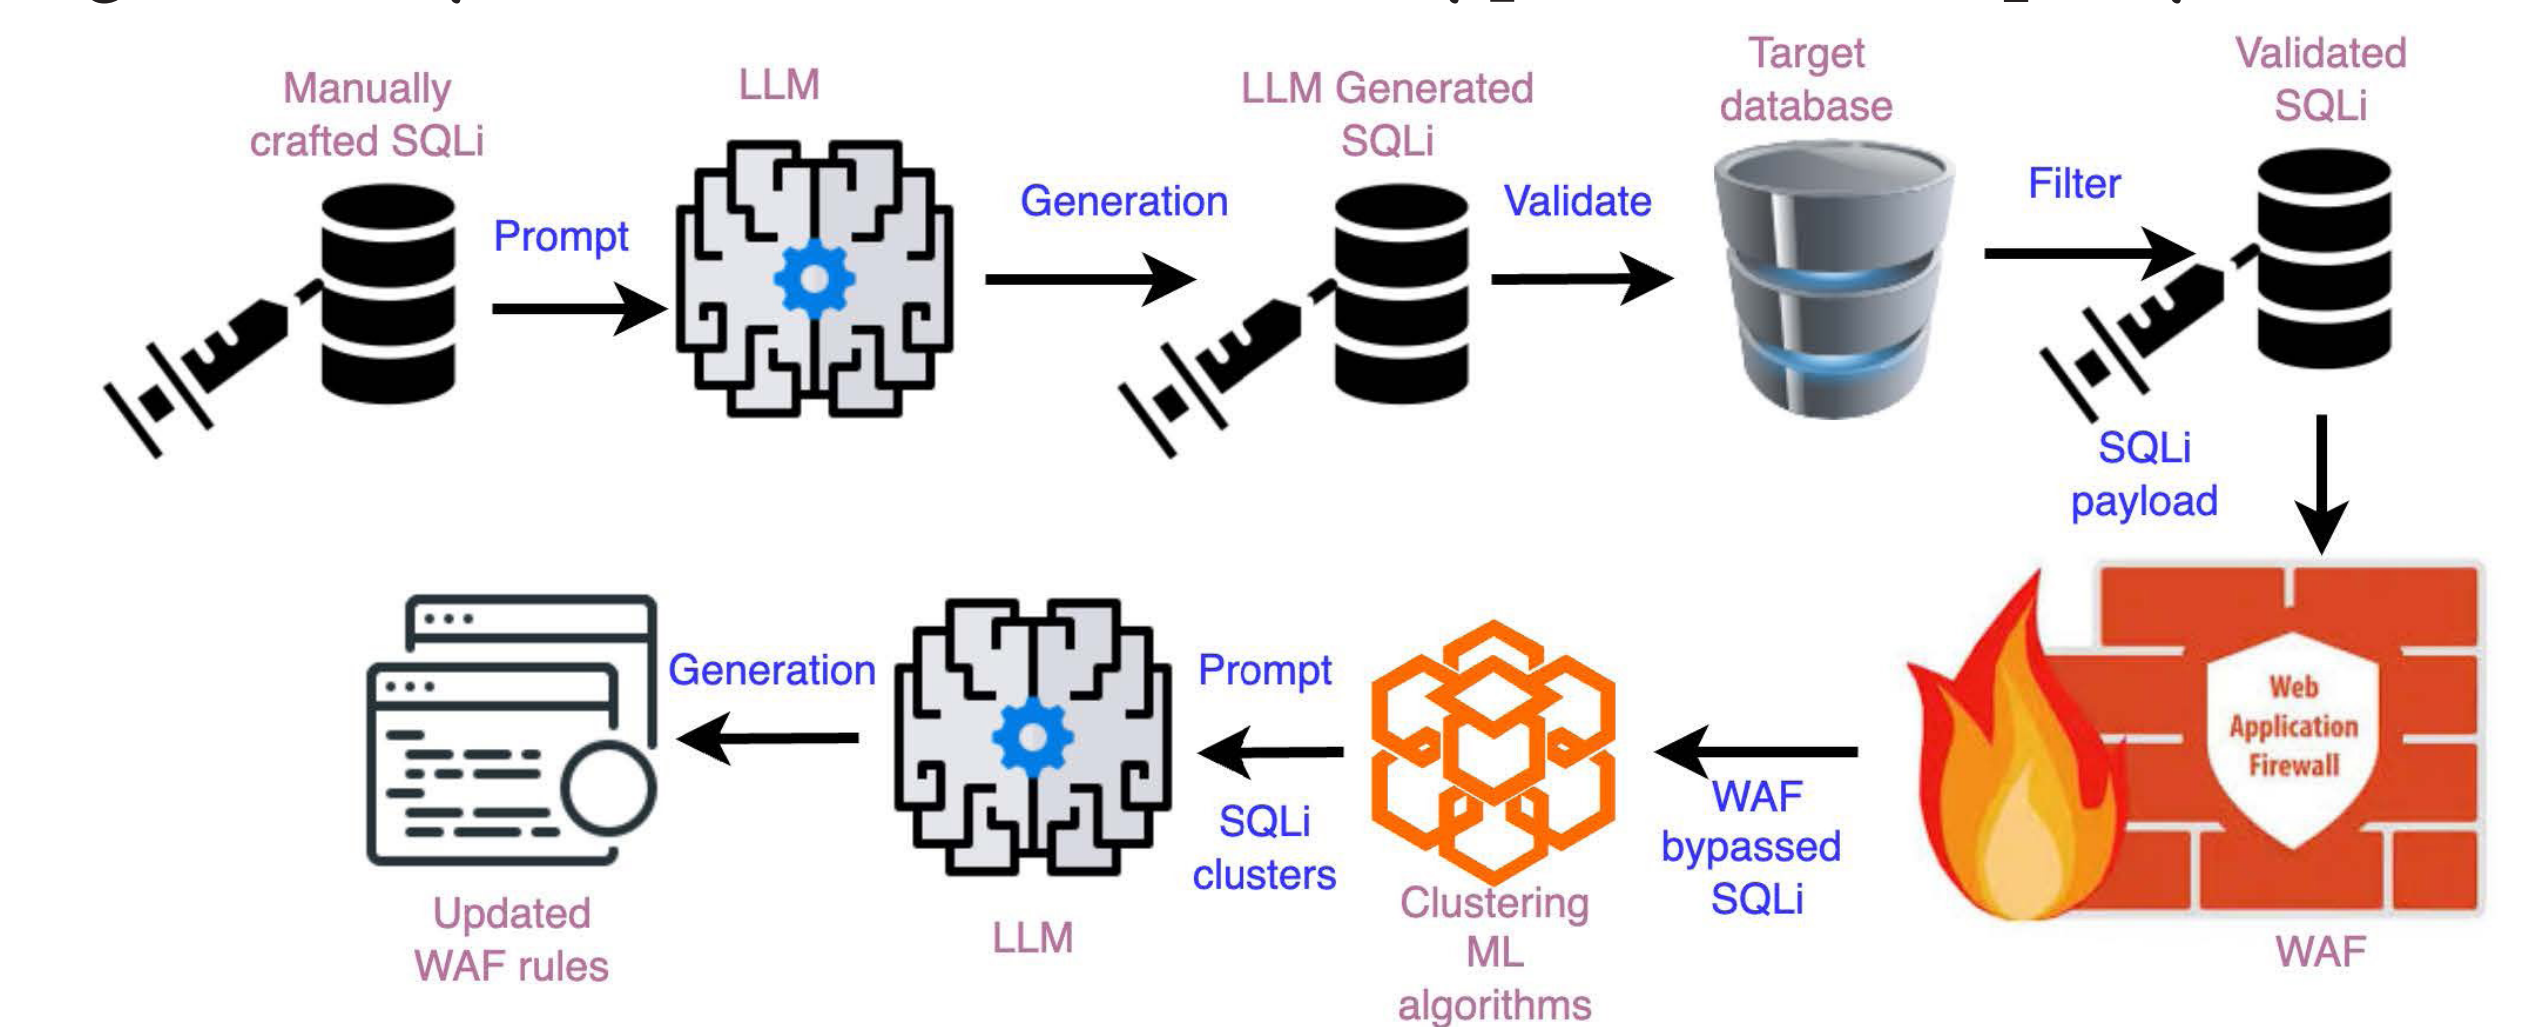 Manually
crafted SQLi
Prompt
LLM
Generation
LLM Generated
SQLi
Validate
Target
database
Filter
Validated
SQLi
SQLi
payload
Web
Application
Firewall
WAF
WAF
bypassed
SQLi
Clustering
ML
algorithms
Prompt
SQLi
clusters
LLM
Generation
Updated
WAF rules